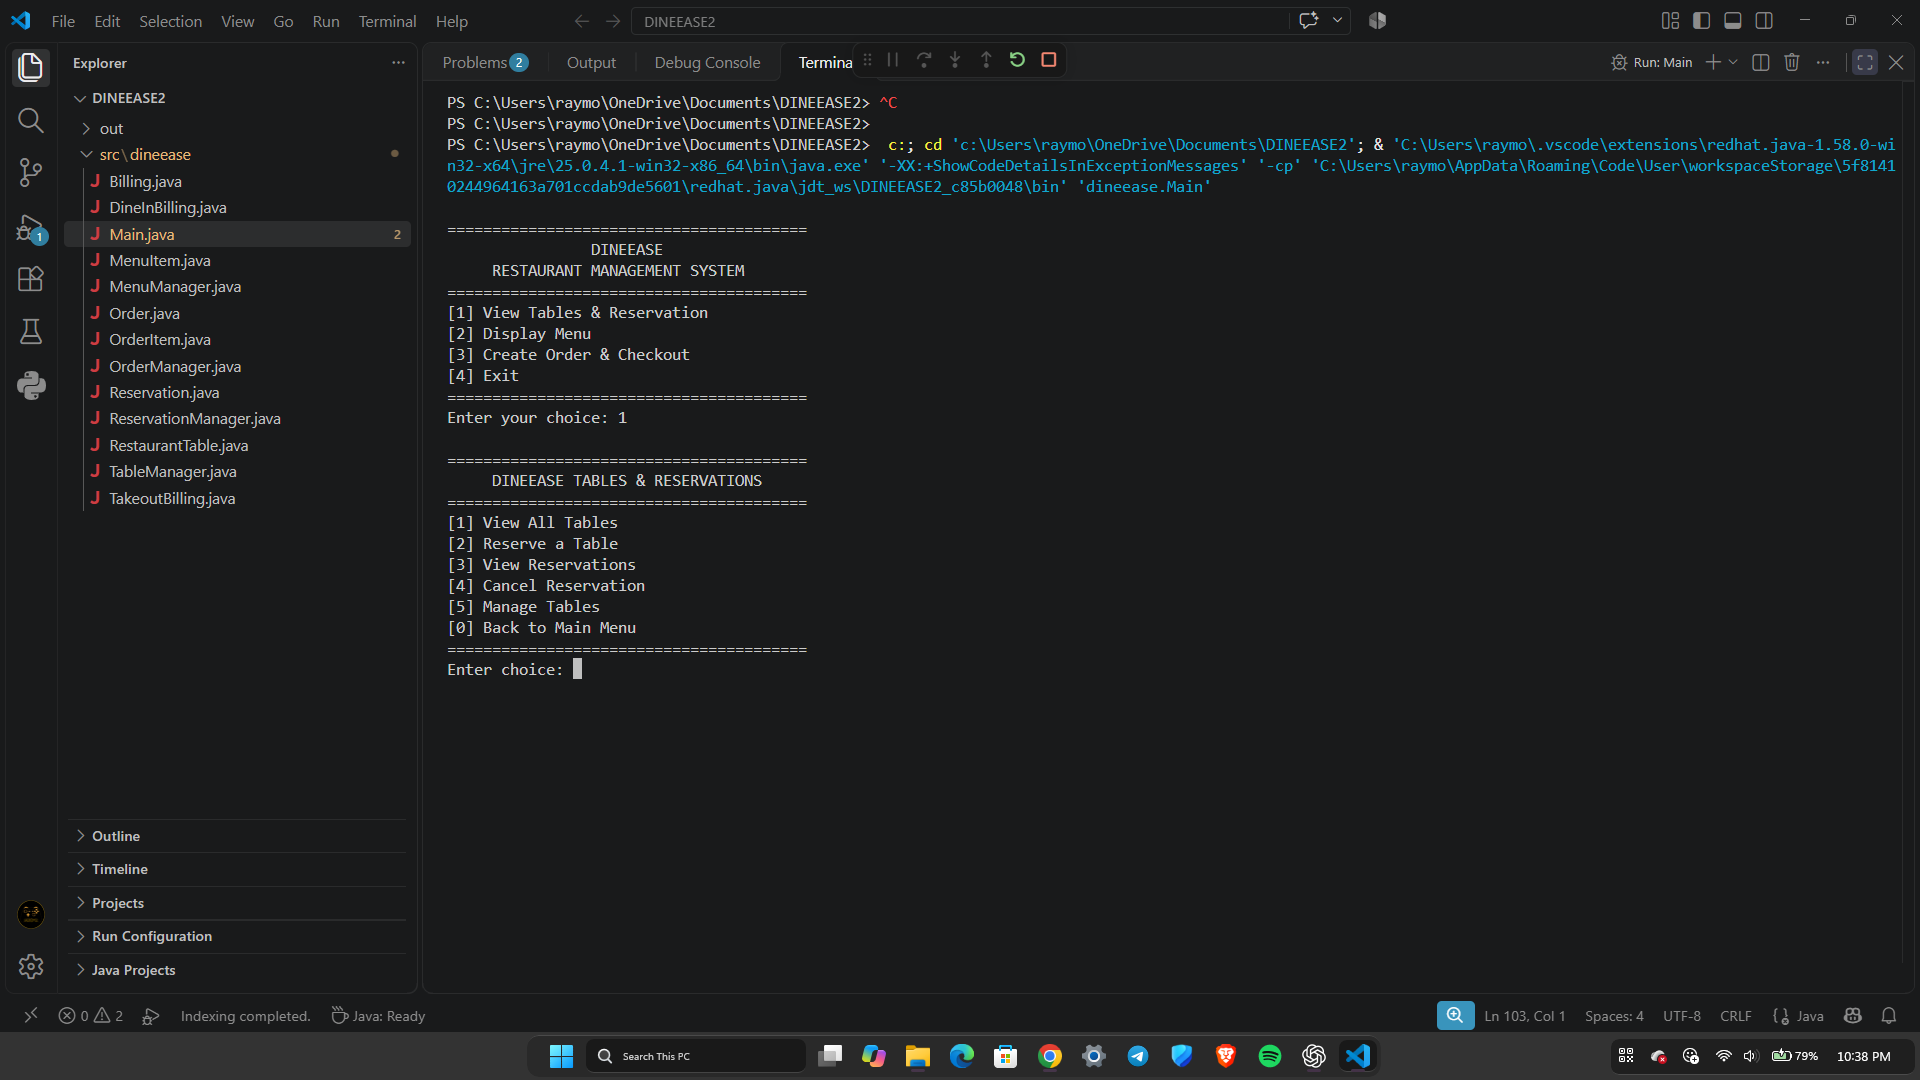 File Edit Selection View Go Run Terminal Help
DINEEASE2
Explorer
DINEEASE2
out
src\dineease
Billing.java
DineInBilling.java
Main.java 2
MenuItem.java
MenuManager.java
Order.java
OrderItem.java
OrderManager.java
Reservation.java
ReservationManager.java
RestaurantTable.java
TableManager.java
TakeoutBilling.java
Outline
Timeline
Projects
Run Configuration
Java Projects
1
Problems 2 Output Debug Console Termina
Run: Main
PS C:\Users\raymo\OneDrive\Documents\DINEEASE2> ^C
PS C:\Users\raymo\OneDrive\Documents\DINEEASE2>
PS C:\Users\raymo\OneDrive\Documents\DINEEASE2>  c:; cd 'c:\Users\raymo\OneDrive\Documents\DINEEASE2'; & 'C:\Users\raymo\.vscode\extensions\redhat.java-1.58.0-wi
n32-x64\jre\25.0.4.1-win32-x86_64\bin\java.exe' '-XX:+ShowCodeDetailsInExceptionMessages' '-cp' 'C:\Users\raymo\AppData\Roaming\Code\User\workspaceStorage\5f8141
0244964163a701ccdab9de5601\redhat.java\jdt_ws\DINEEASE2_c85b0048\bin' 'dineease.Main'
========================================
DINEEASE
RESTAURANT MANAGEMENT SYSTEM
========================================
[1] View Tables & Reservation
[2] Display Menu
[3] Create Order & Checkout
[4] Exit
========================================
Enter your choice: 1
========================================
DINEEASE TABLES & RESERVATIONS
========================================
[1] View All Tables
[2] Reserve a Table
[3] View Reservations
[4] Cancel Reservation
[5] Manage Tables
[0] Back to Main Menu
========================================
Enter choice:
0 2 Indexing completed. Java: Ready
Ln 103, Col 1 Spaces: 4 UTF-8 CRLF Java
Search This PC
79% 10:38 PM